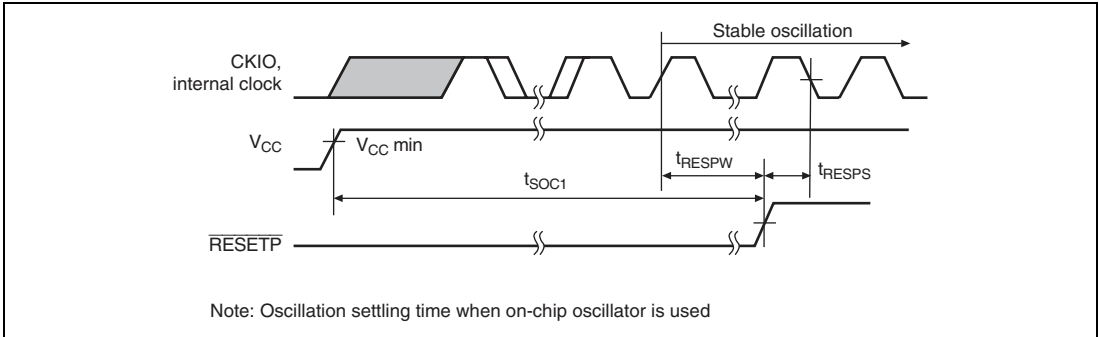 Stable oscillation
CKIO,
internal clock
VCC
VCC min
tRESPW
tRESPS
tSOC1
RESETP
Note: Oscillation settling time when on-chip oscillator is used